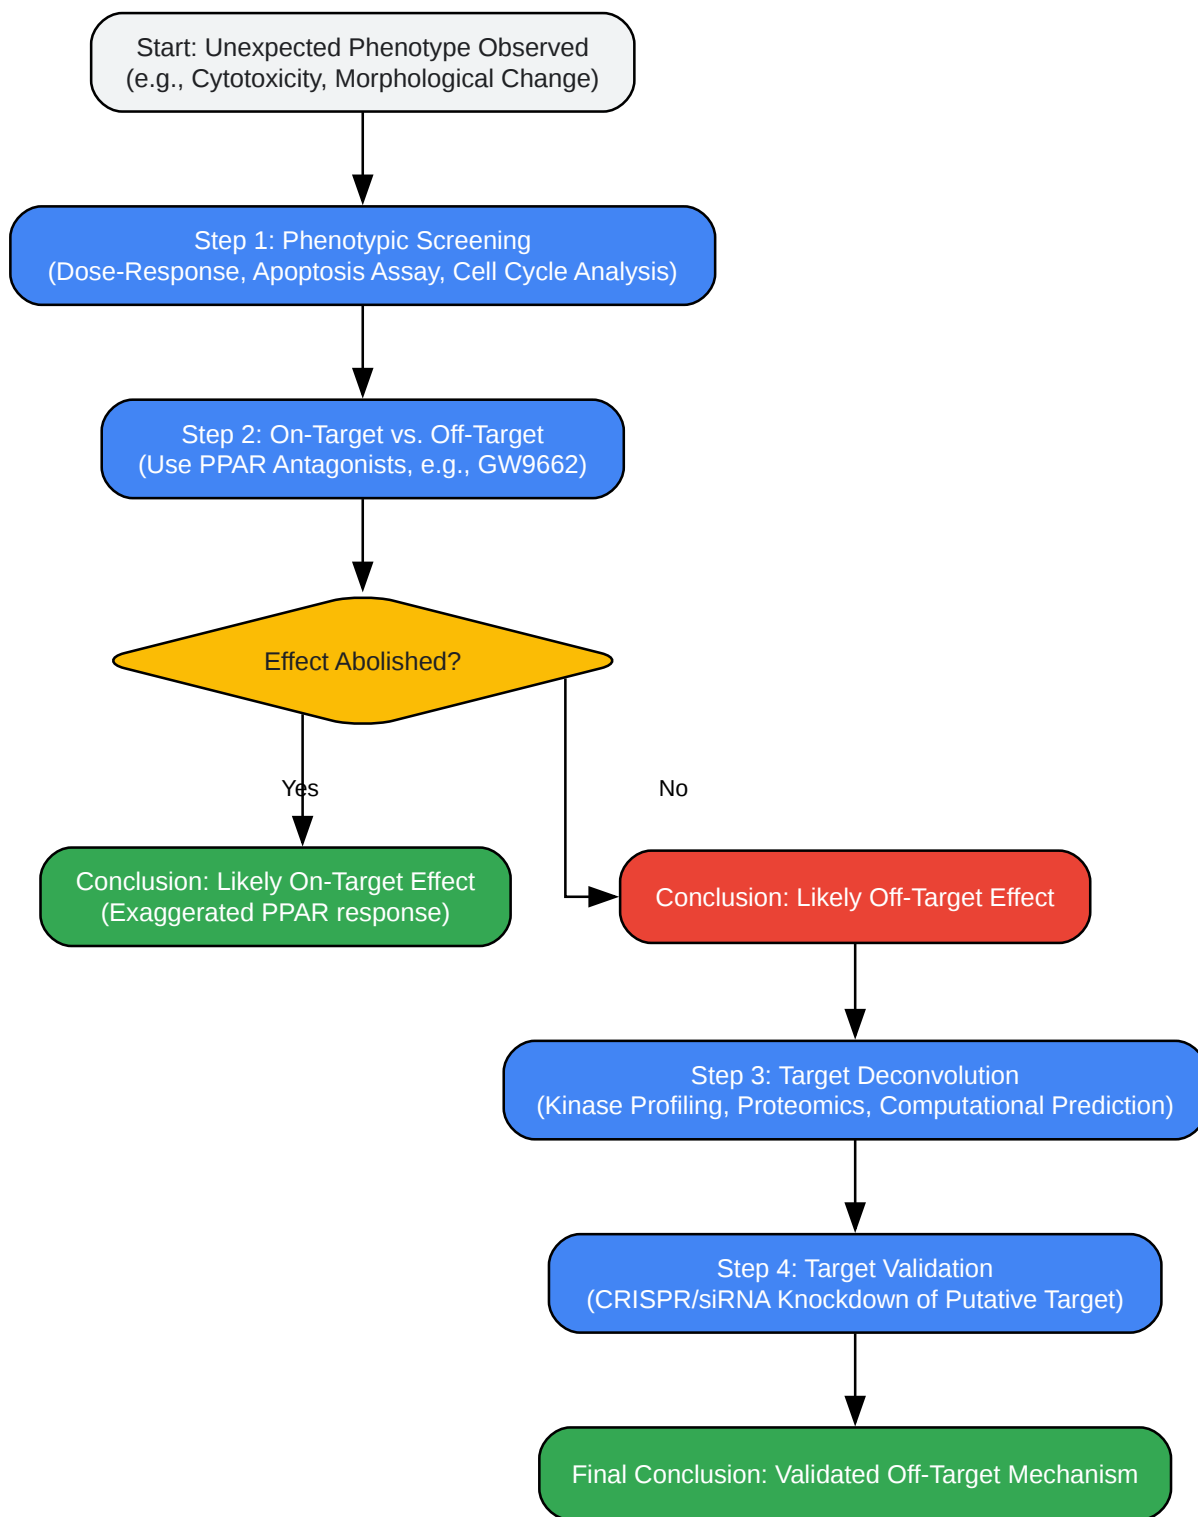 Start: Unexpected Phenotype Observed
(e.g., Cytotoxicity, Morphological Change)
Step 1: Phenotypic Screening
(Dose-Response, Apoptosis Assay, Cell Cycle Analysis)
Step 2: On-Target vs. Off-Target
(Use PPAR Antagonists, e.g., GW9662)
Effect Abolished?
Yes
No
Conclusion: Likely On-Target Effect
(Exaggerated PPAR response)
Conclusion: Likely Off-Target Effect
Step 3: Target Deconvolution
(Kinase Profiling, Proteomics, Computational Prediction)
Step 4: Target Validation
(CRISPR/siRNA Knockdown of Putative Target)
Final Conclusion: Validated Off-Target Mechanism